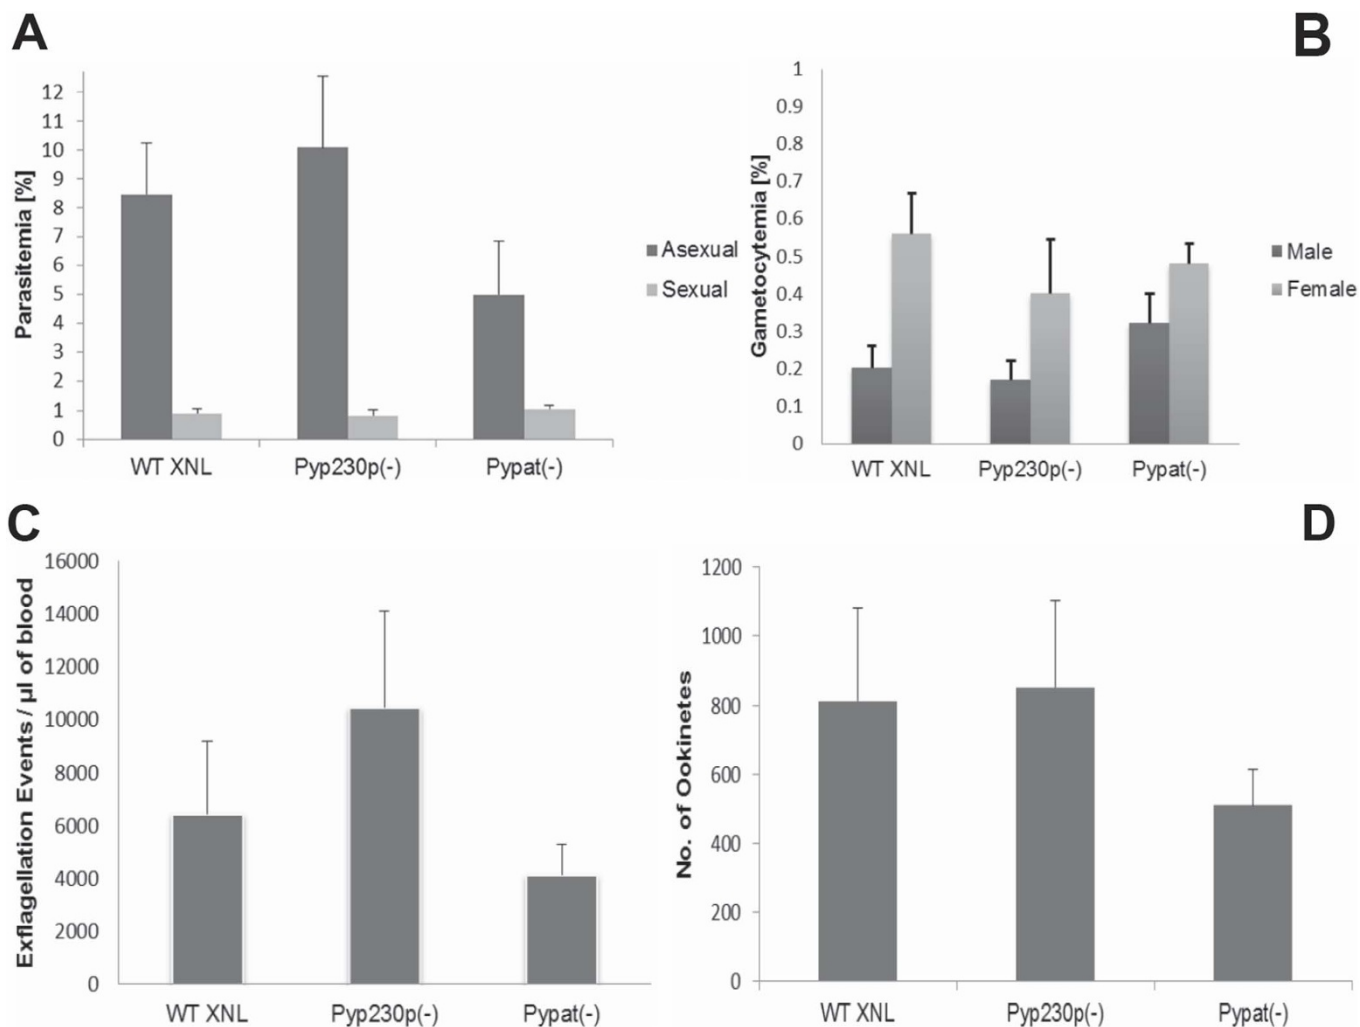 A
Parasitemia [%]
12
11
10
9
8
7
6
5
4
3
2
1
0
WT XNL Pyp230p(-) Pypat(-)
Asexual
Sexual
B
Gametocytemia [%]
1
0.9
0.8
0.7
0.6
0.5
0.4
0.3
0.2
0.1
0
WT XNL Pyp230p(-) Pypat(-)
Male
Female
C
Exflagellation Events / µl of blood
16000
14000
12000
10000
8000
6000
4000
2000
0
WT XNL Pyp230p(-) Pypat(-)
D
No. of Ookinetes
1200
1000
800
600
400
200
0
WT XNL Pyp230p(-) Pypat(-)